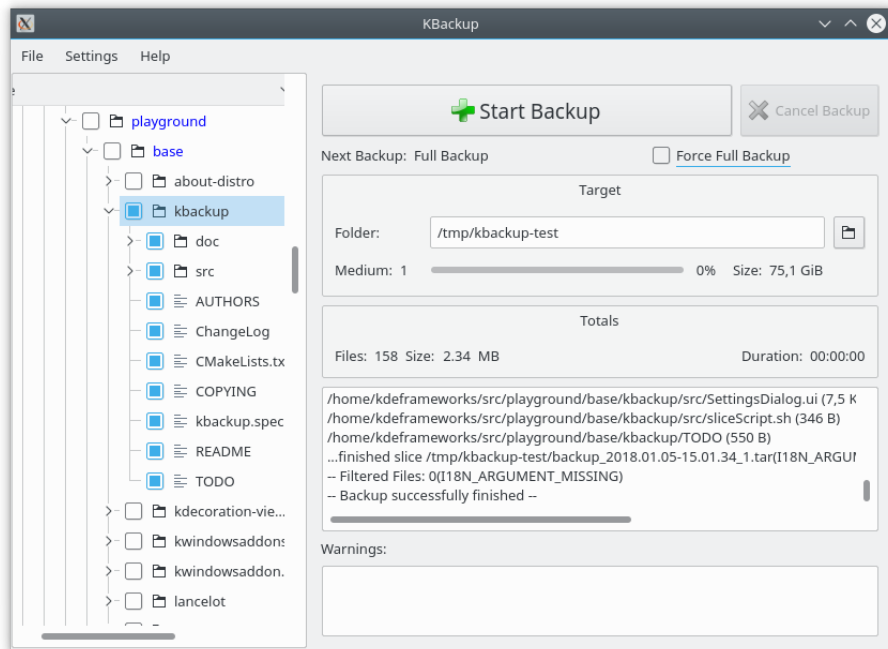 KBackup
File Settings Help
playground
base
about-distro
kbackup
doc
src
AUTHORS
ChangeLog
CMakeLists.tx
COPYING
kbackup.spec
README
TODO
kdecoration-vie...
kwindowsaddons
kwindowsaddon.
lancelot
Start Backup
Cancel Backup
Next Backup: Full Backup
Force Full Backup
Target
Folder: /tmp/kbackup-test
Medium: 1 0% Size: 75,1 GiB
Totals
Files: 158 Size: 2.34 MB Duration: 00:00:00
/home/kdeframeworks/src/playground/base/kbackup/src/SettingsDialog.ui (7,5 K
/home/kdeframeworks/src/playground/base/kbackup/src/sliceScript.sh (346 B)
/home/kdeframeworks/src/playground/base/kbackup/TODO (550 B)
...finished slice /tmp/kbackup-test/backup_2018.01.05-15.01.34_1.tar(I18N_ARGUM
-- Filtered Files: 0(I18N_ARGUMENT_MISSING)
-- Backup successfully finished --
Warnings: